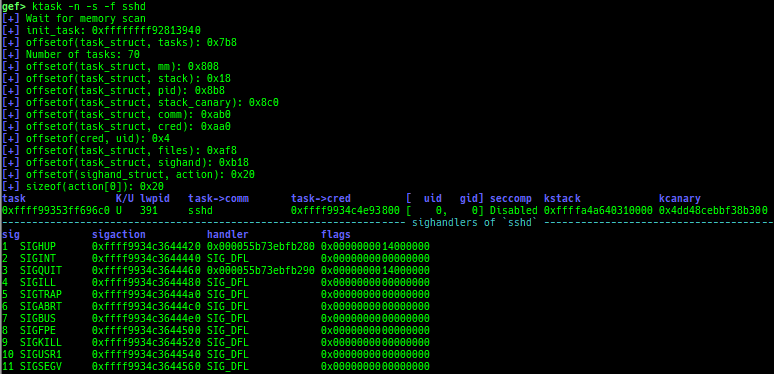 gef> ktask -n -s -f sshd
[+] Wait for memory scan
[+] init_task: 0xffffffff92813940
[+] offsetof(task_struct, tasks): 0x7b8
[+] Number of tasks: 70
[+] offsetof(task_struct, mm): 0x808
[+] offsetof(task_struct, stack): 0x18
[+] offsetof(task_struct, pid): 0x8b8
[+] offsetof(task_struct, stack_canary): 0x8c0
[+] offsetof(task_struct, comm): 0xab0
[+] offsetof(task_struct, cred): 0xaa0
[+] offsetof(cred, uid): 0x4
[+] offsetof(task_struct, files): 0xaf8
[+] offsetof(task_struct, sighand): 0xb18
[+] offsetof(sighand_struct, action): 0x20
[+] sizeof(action[0]): 0x20
task               K/U lwpid  task->comm       task->cred         [  uid   gid] seccomp  kstack             kcanary
0xffff99353ff696c0 U   391    sshd             0xffff9934c4e93800 [    0,    0] Disabled 0xffffa4a640310000 0x4dd48cebbf38b300
------------------------------------------------------------------- sighandlers of `sshd` ---------------------------------------
sig            sigaction          handler            flags
1  SIGHUP      0xffff9934c3644420 0x000055b73ebfb280 0x0000000014000000
2  SIGINT      0xffff9934c3644440 SIG_DFL            0x0000000000000000
3  SIGQUIT     0xffff9934c3644460 0x000055b73ebfb290 0x0000000014000000
4  SIGILL      0xffff9934c3644480 SIG_DFL            0x0000000000000000
5  SIGTRAP     0xffff9934c36444a0 SIG_DFL            0x0000000000000000
6  SIGABRT     0xffff9934c36444c0 SIG_DFL            0x0000000000000000
7  SIGBUS      0xffff9934c36444e0 SIG_DFL            0x0000000000000000
8  SIGFPE      0xffff9934c3644500 SIG_DFL            0x0000000000000000
9  SIGKILL     0xffff9934c3644520 SIG_DFL            0x0000000000000000
10 SIGUSR1     0xffff9934c3644540 SIG_DFL            0x0000000000000000
11 SIGSEGV     0xffff9934c3644560 SIG_DFL            0x0000000000000000